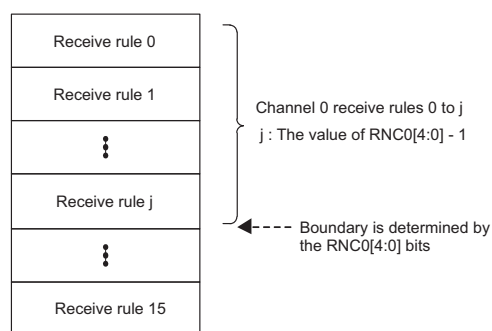 Receive rule 0
Receive rule 1
Receive rule j
Receive rule 15
Channel 0 receive rules 0 to j
j : The value of RNC0[4:0] - 1
Boundary is determined by
the RNC0[4:0] bits